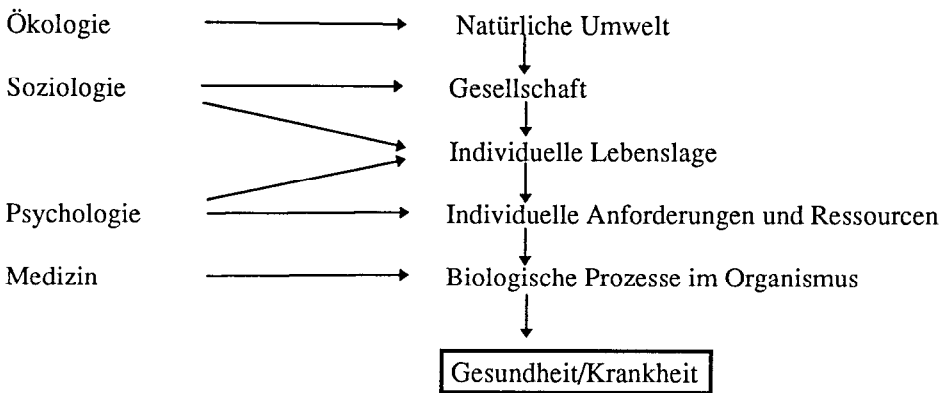 Ökologie Natürliche Umwelt
Soziologie Gesellschaft
Individuelle Lebenslage
Psychologie Individuelle Anforderungen und Ressourcen
Medizin Biologische Prozesse im Organismus
Gesundheit/Krankheit